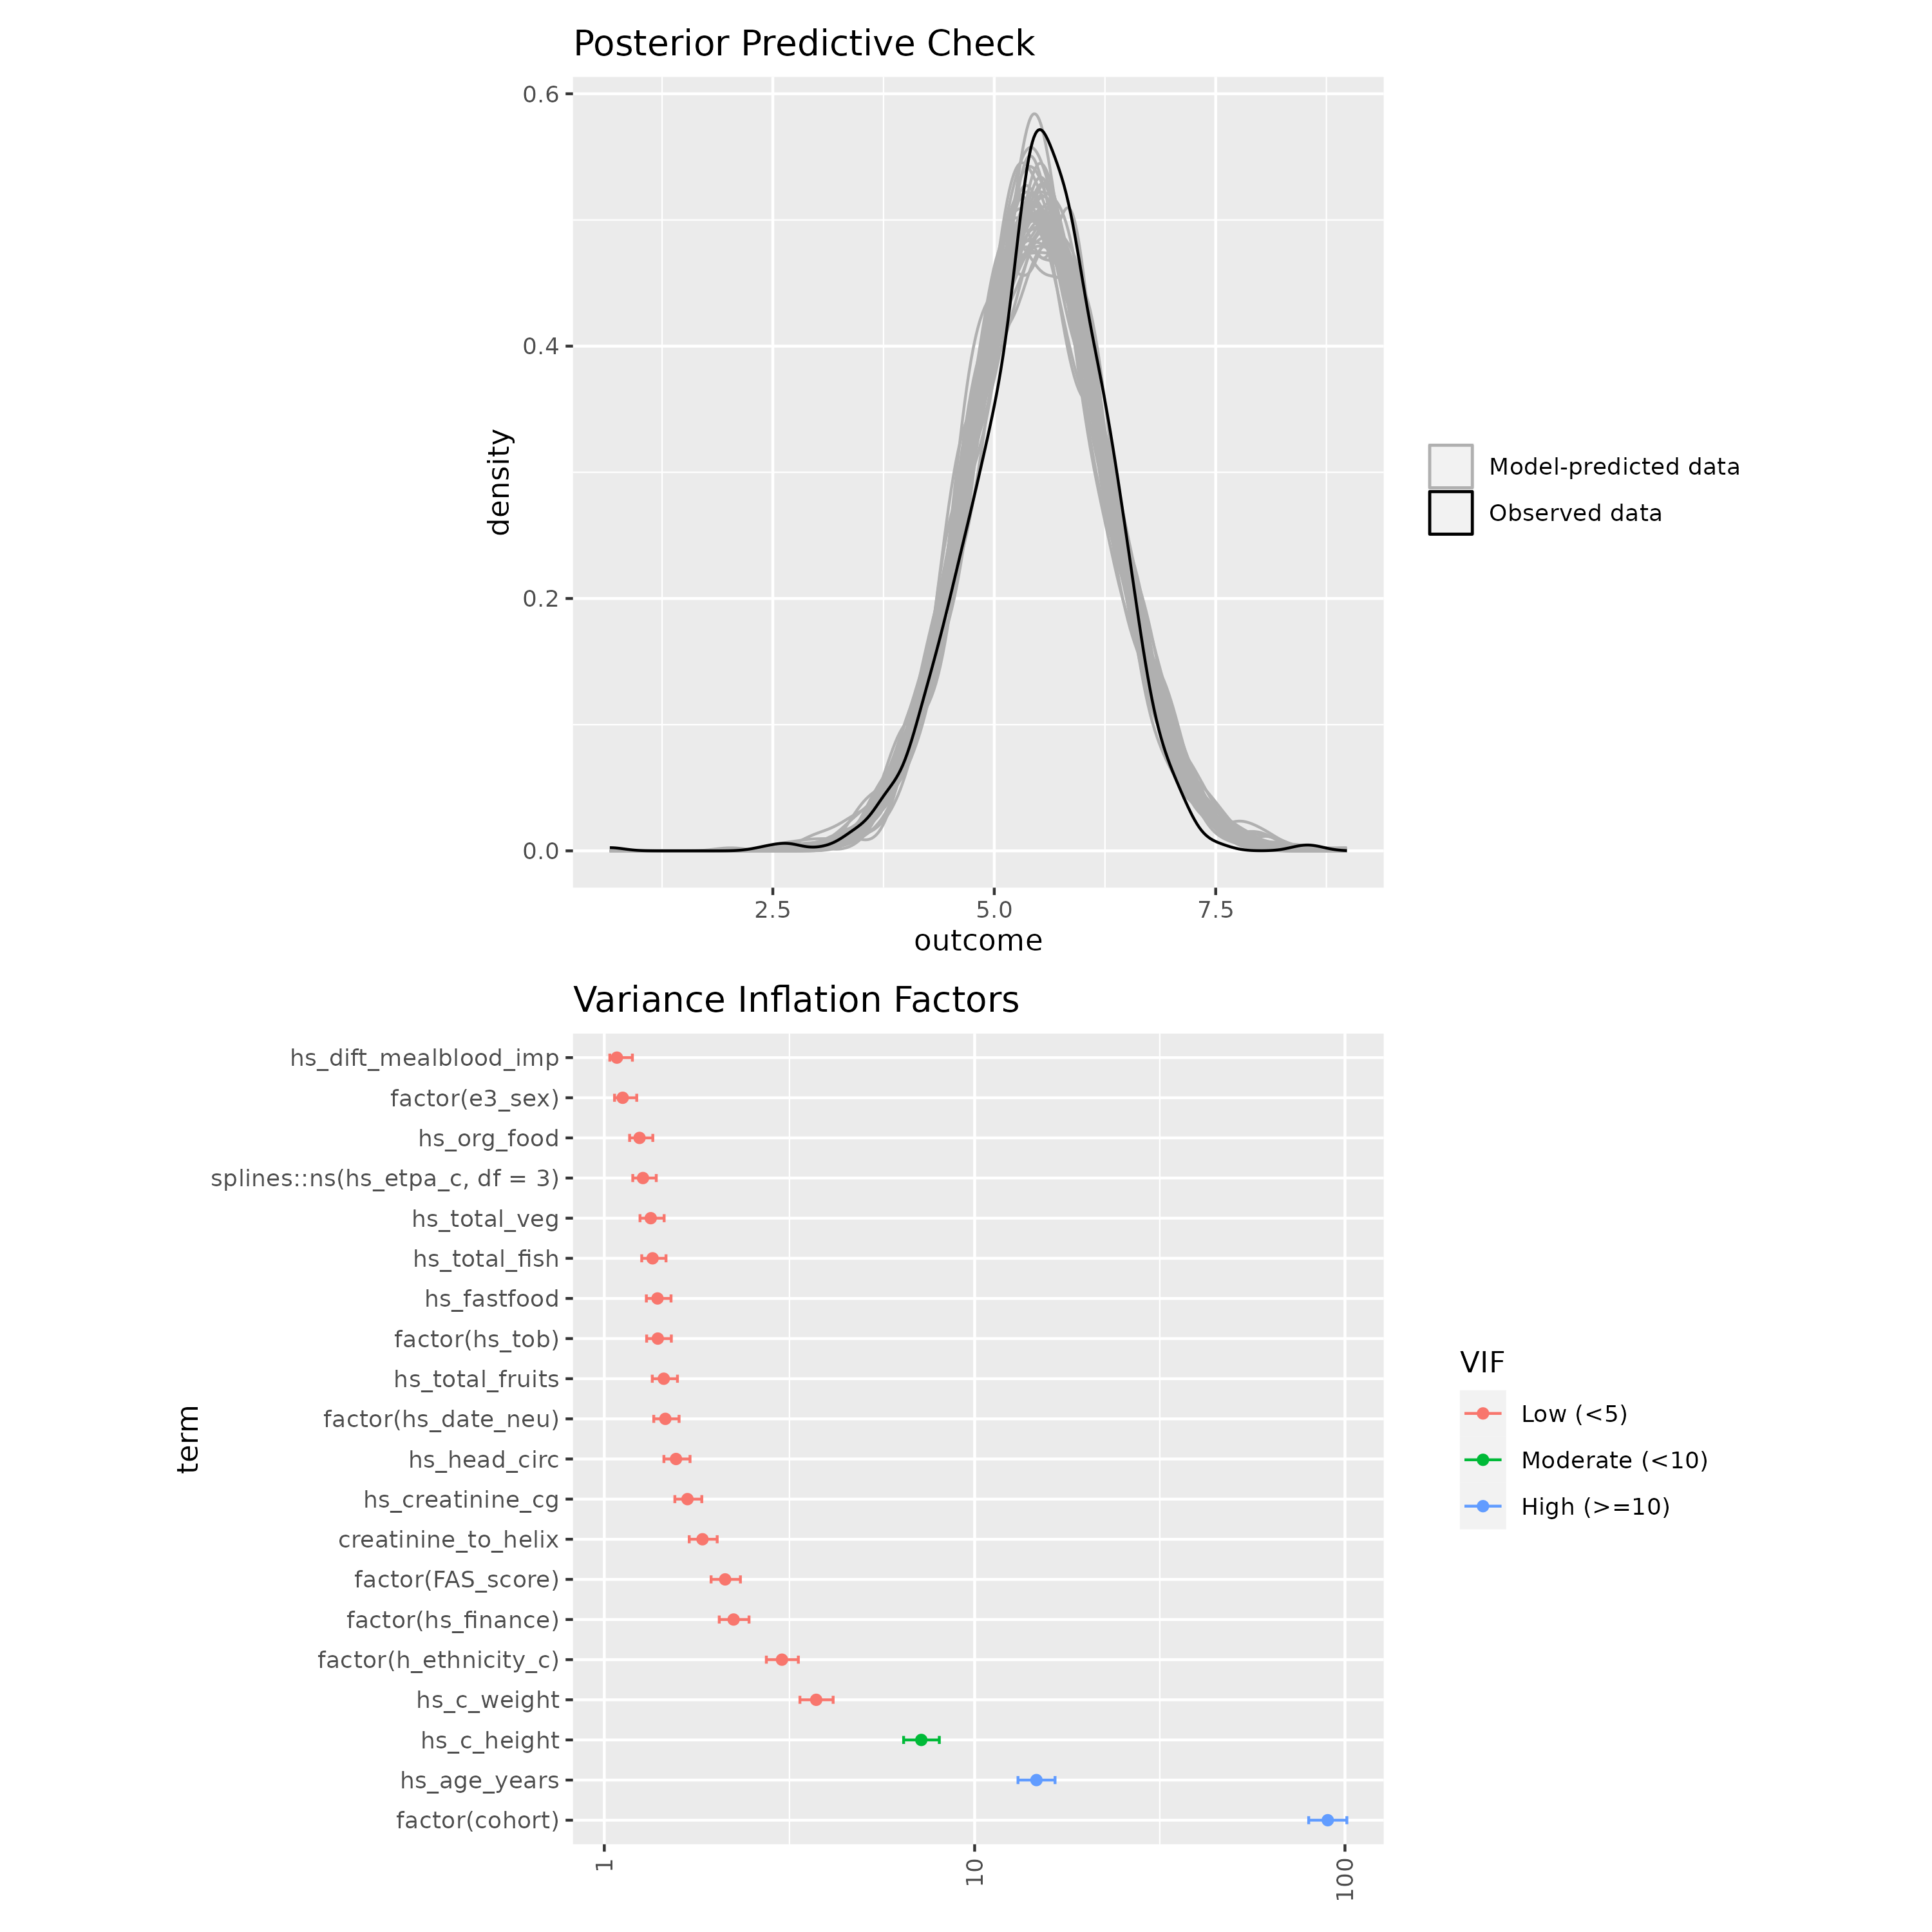 Posterior Predictive Check
0.6
0.4
0.2
0.0
density
2.5
5.0
7.5
outcome
Model-predicted data
Observed data
Variance Inflation Factors
hs_dift_mealblood_imp
factor(e3_sex)
hs_org_food
splines::ns(hs_etpa_c, df = 3)
hs_total_veg
hs_total_fish
hs_fastfood
factor(hs_tob)
hs_total_fruits
factor(hs_date_neu)
hs_head_circ
hs_creatinine_cg
creatinine_to_helix
factor(FAS_score)
factor(hs_finance)
factor(h_ethnicity_c)
hs_c_weight
hs_c_height
hs_age_years
factor(cohort)
term
1
10
100
VIF
Low (<5)
Moderate (<10)
High (>=10)